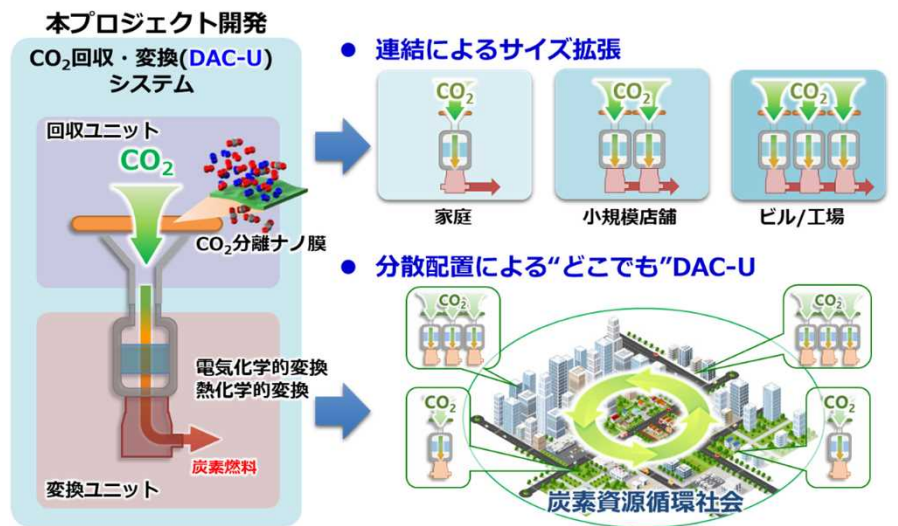 本プロジェクト開発
CO₂回収・変換(DAC-U)
システム
回収ユニット
CO₂
CO₂分離ナノ膜
電気化学的変換
熱化学的変換
炭素燃料
変換ユニット
● 連結によるサイズ拡張
CO₂
家庭
CO₂
小規模店舗
CO₂
ビル/工場
● 分散配置による“どこでも”DAC-U
CO₂
CO₂
CO₂
CO₂
炭素資源循環社会